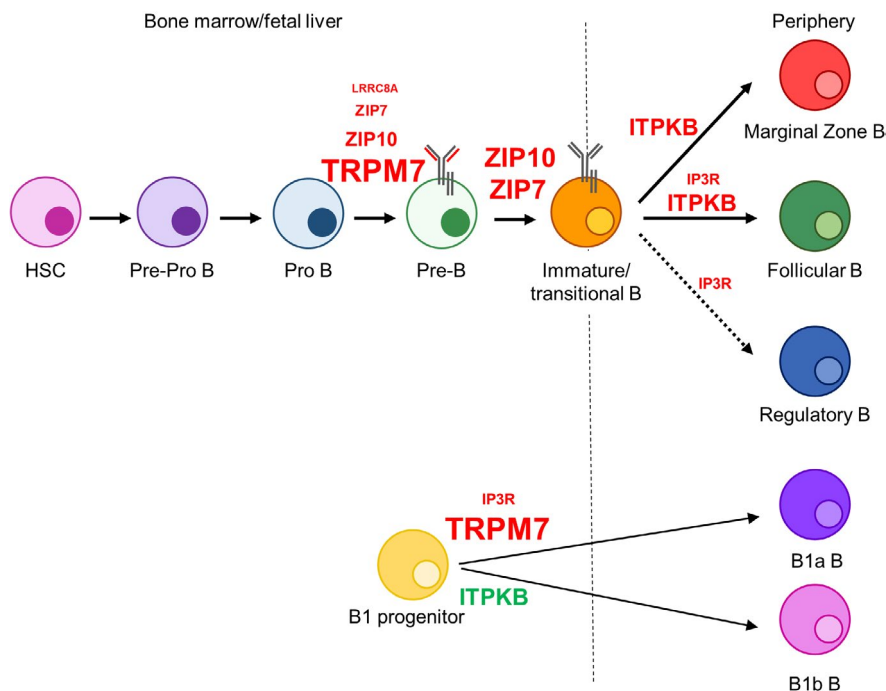 Bone marrow/fetal liver
Periphery
LRRC8A
ZIP7
ZIP10
TRPM7
ZIP10
ZIP7
ITPKB
Marginal Zone B
IP3R
ITPKB
HSC
Pre-Pro B
Pro B
Pre-B
Immature/
transitional B
Follicular B
IP3R
Regulatory B
IP3R
TRPM7
B1a B
ITPKB
B1 progenitor
B1b B